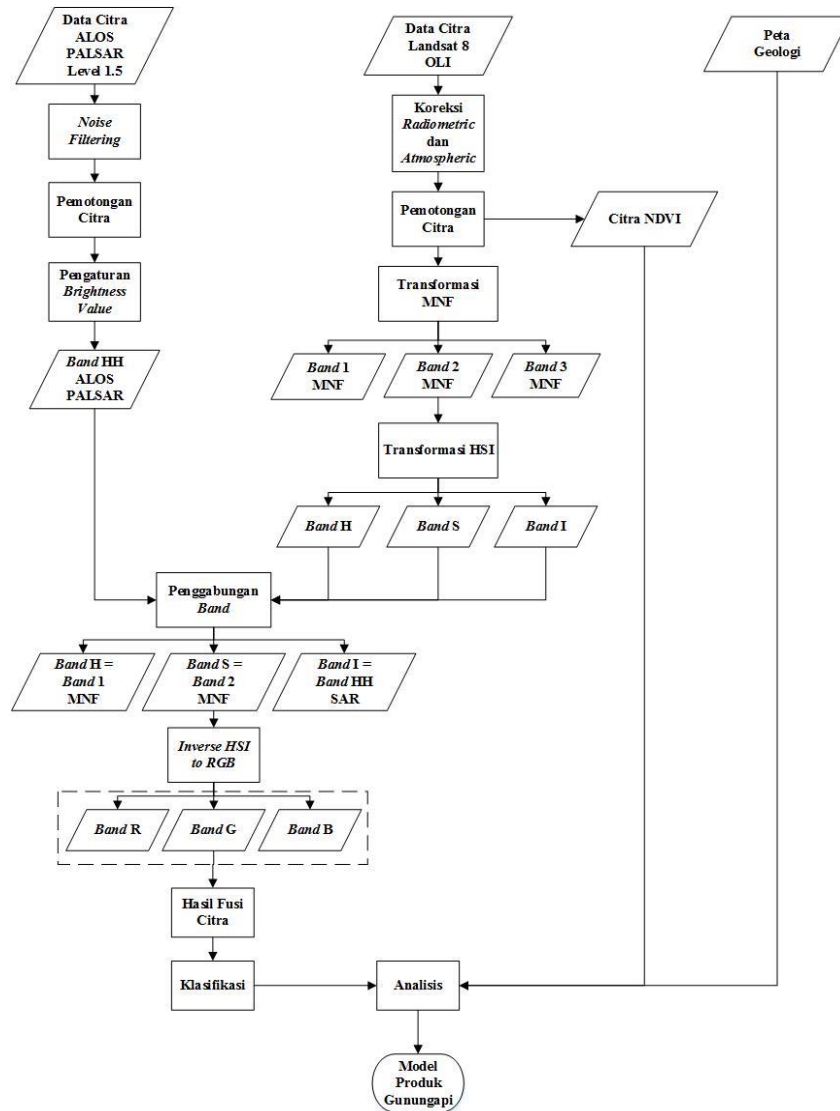 Data Citra
ALOS
PALSAR
Level 1.5
Data Citra
Landsat 8
OLI
Peta
Geologi
Noise
Filtering
Koreksi
Radiometric
dan
Atmospheric
Pemotongan
Citra
Pemotongan
Citra
Citra NDVI
Pengaturan
Brightness
Value
Transformasi
MNF
Band HH
ALOS
PALSAR
Band 1
MNF
Band 2
MNF
Band 3
MNF
Transformasi HSI
Band H
Band S
Band I
Penggabungan
Band
Band H =
Band 1
MNF
Band S =
Band 2
MNF
Band I =
Band HH
SAR
Inverse HSI
to RGB
Band R
Band G
Band B
Hasil Fusi
Citra
Klasifikasi
Analisis
Model
Produk
Gunungapi